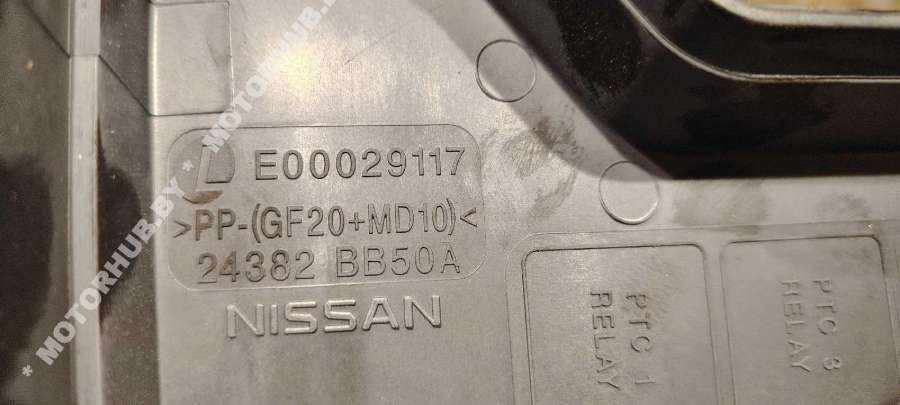 E00029117
>PP-(GF20+MD10)<
24382 BB50A
NISSAN
PTC 1
RELAY
PTC 3
RELAY
* MOTORHUB.BY * MOTORHUB.BY *